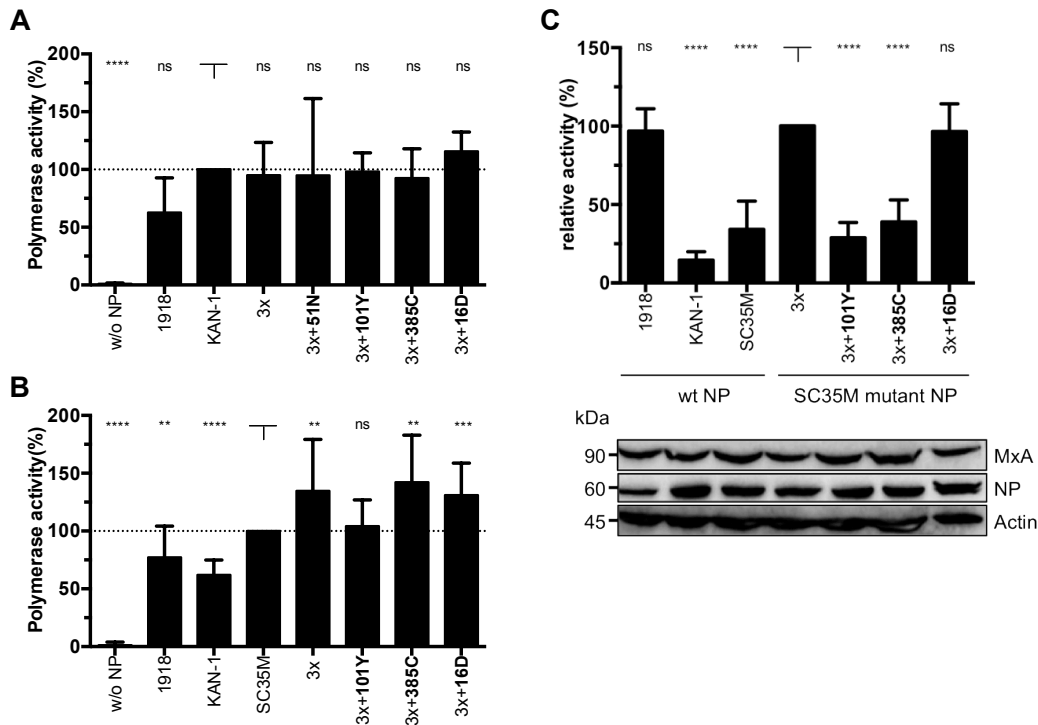 A
Polymerase activity (%)
200
150
100
50
0
**** ns ns ns ns ns ns
w/o NP
1918
KAN-1
3x
3x+51N
3x+101Y
3x+385C
3x+16D
B
Polymerase activity(%)
200
150
100
50
0
**** ** **** ** ns ** ***
w/o NP
1918
KAN-1
SC35M
3x
3x+101Y
3x+385C
3x+16D
C
relative activity (%)
150
100
50
0
ns **** **** **** **** ns
1918
KAN-1
SC35M
3x
3x+101Y
3x+385C
3x+16D
wt NP
SC35M mutant NP
kDa
90
MxA
60
NP
45
Actin